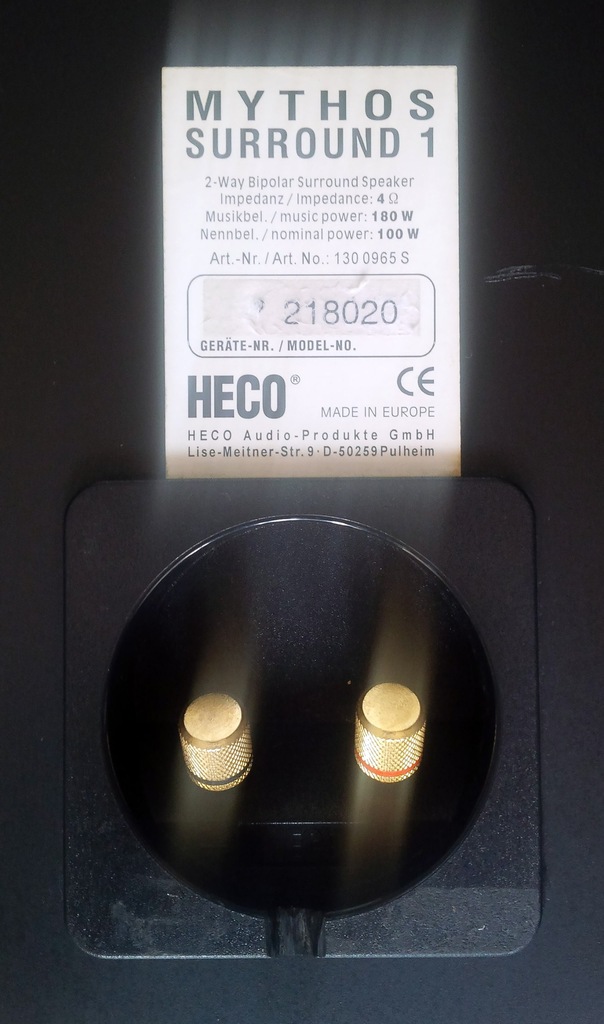 MYTHOS
SURROUND 1
2-Way Bipolar Surround Speaker
Impedanz / Impedance: 4 Ω
Musikbel. / music power: 180 W
Nennbel. / nominal power: 100 W
Art.-Nr. / Art. No.: 130 0965 S
218020
GERÄTE-NR. / MODEL-NO.
HECO® CE
MADE IN EUROPE
HECO Audio-Produkte GmbH
Lise-Meitner-Str. 9 · D-50259 Pulheim